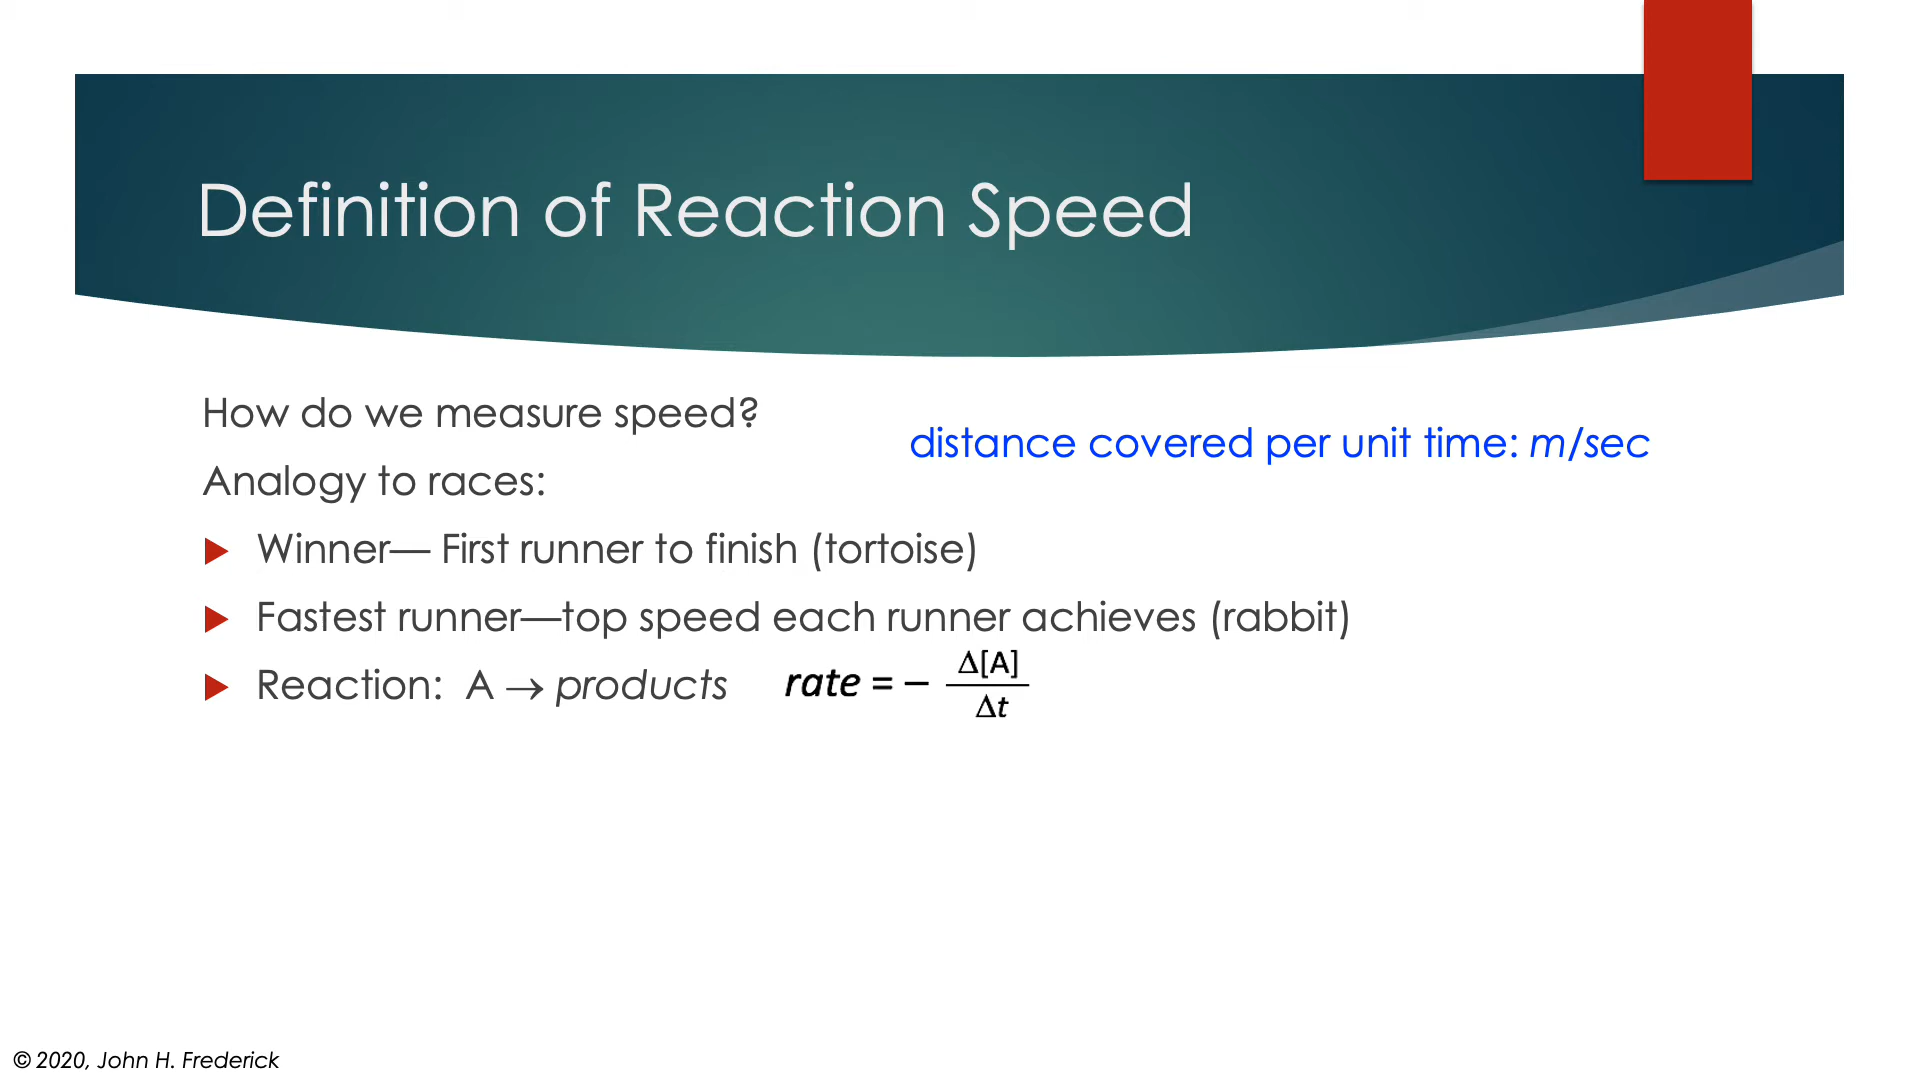 Definition of Reaction Speed
How do we measure speed?
distance covered per unit time: m/sec
Analogy to races:
Winner— First runner to finish (tortoise)
Fastest runner—top speed each runner achieves (rabbit)
Reaction: A → products rate = − Δ[A] / Δt
© 2020, John H. Frederick